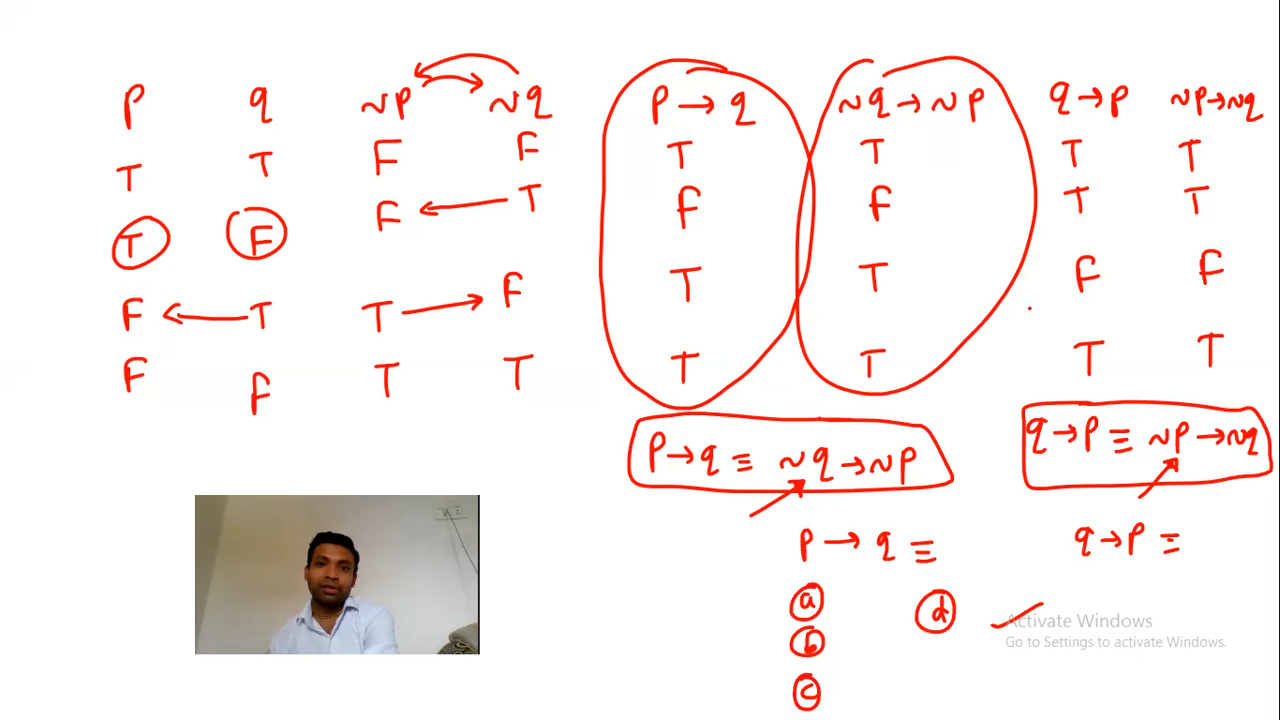 p q ~p ~q p → q ~q → ~p q → p ~p → ~q
T T F F T T T T
T F F T F F T T
F T T F T T F F
F F T T T T T T
p → q ≡ ~q → ~p
q → p ≡ ~p → ~q
p → q ≡
q → p ≡
a d
b
c
Activate Windows
Go to Settings to activate Windows.